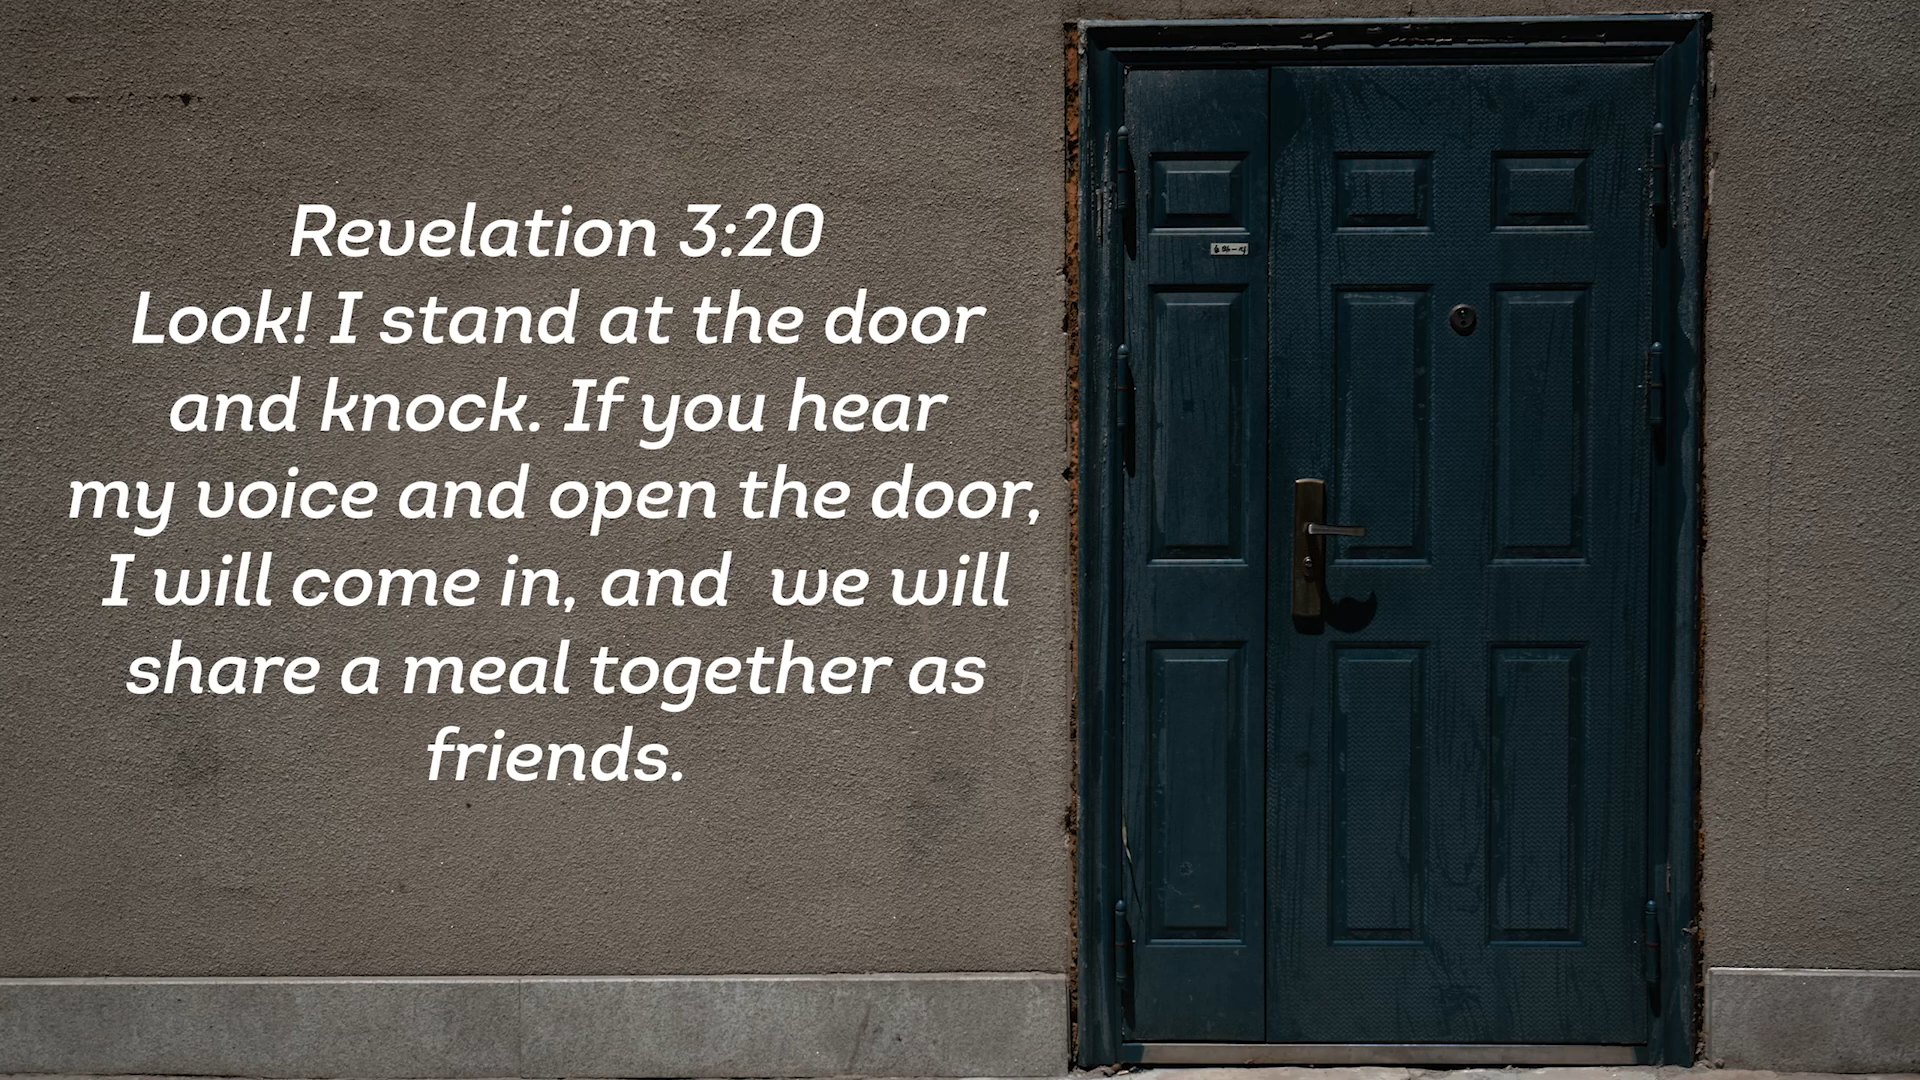 Revelation 3:20
Look! I stand at the door
and knock. If you hear
my voice and open the door,
I will come in, and  we will
share a meal together as
friends.